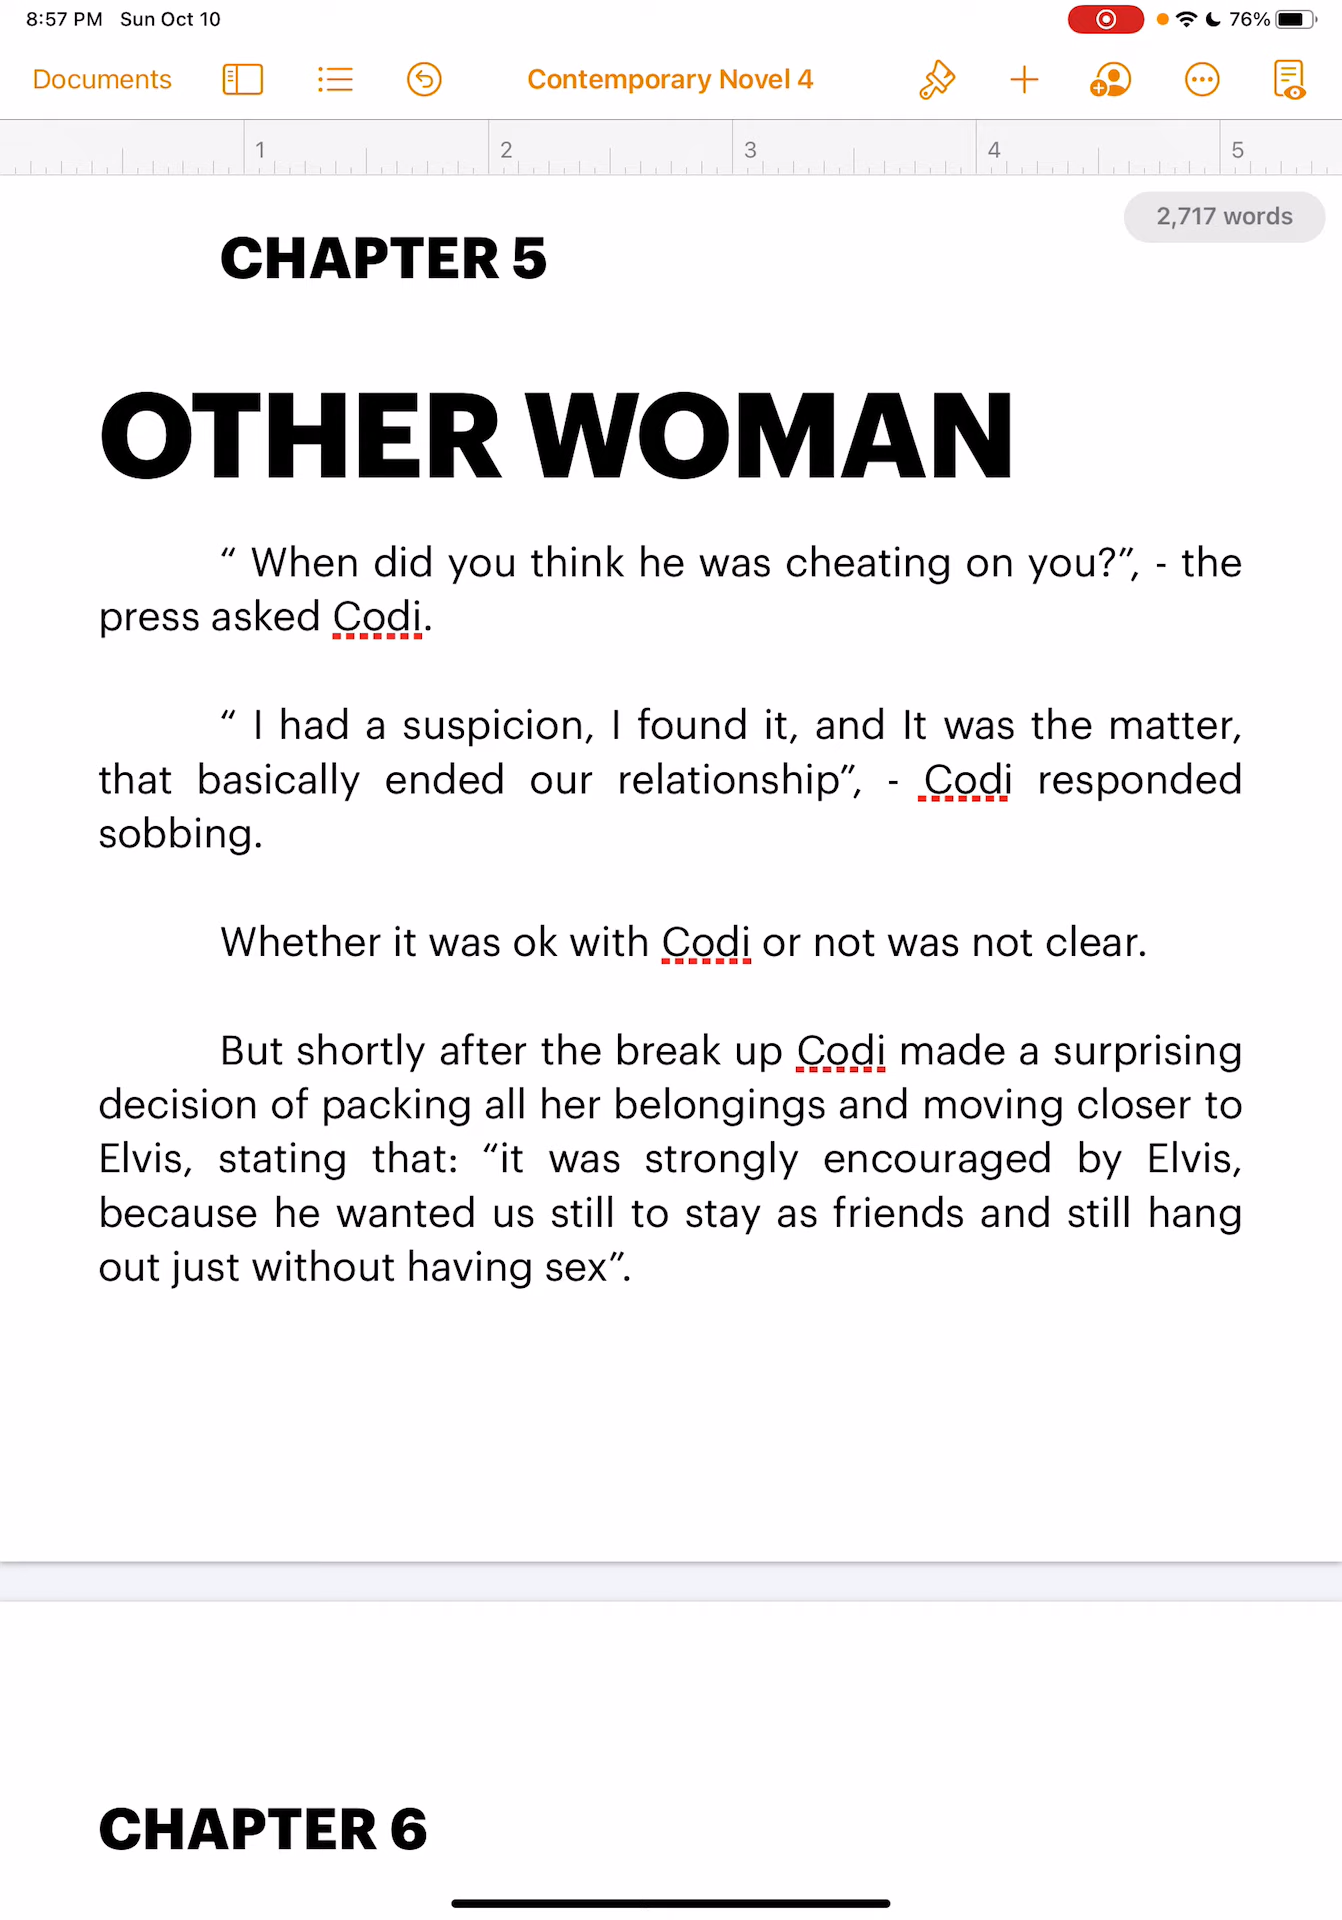 8:57 PM Sun Oct 10 76%
Documents Contemporary Novel 4
1 2 3 4 5
2,717 words
CHAPTER 5
OTHER WOMAN
“ When did you think he was cheating on you?”, - the
press asked Codi.
“ I had a suspicion, I found it, and It was the matter,
that basically ended our relationship”, - Codi responded
sobbing.
Whether it was ok with Codi or not was not clear.
But shortly after the break up Codi made a surprising
decision of packing all her belongings and moving closer to
Elvis, stating that: “it was strongly encouraged by Elvis,
because he wanted us still to stay as friends and still hang
out just without having sex”.
CHAPTER 6